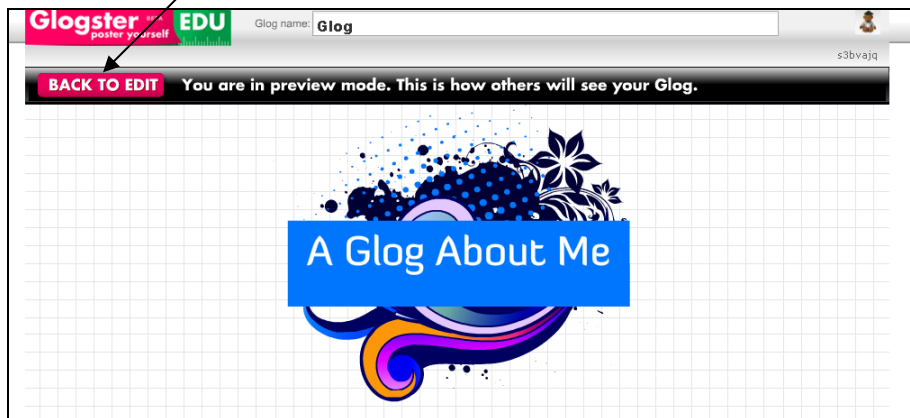 Glogster BETA EDU
poster yourself
Glog name: Glog
s3bvajq
BACK TO EDIT You are in preview mode. This is how others will see your Glog.
A Glog About Me